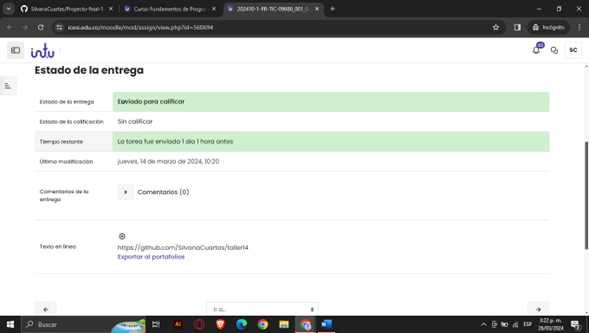 SilvanaCuartas/Proyecto-final-1
Curso: Fundamentos de Progra
202410-1-PR-TIC-09686_001_D
icesi.edu.co/moodle/mod/assign/view.php?id=560694
Incógnito
intu
SC
Estado de la entrega
Estado de la entrega
Enviado para calificar
Estado de la calificación
Sin calificar
Tiempo restante
La tarea fue enviada 1 día 1 hora antes
Última modificación
jueves, 14 de marzo de 2024, 10:20
Comentarios de la
entrega
Comentarios (0)
Texto en línea
https://github.com/SilvanaCuartas/taller14
Exportar al portafolios
Ir a...
Buscar
ESP
3:22 p. m.
26/03/2024